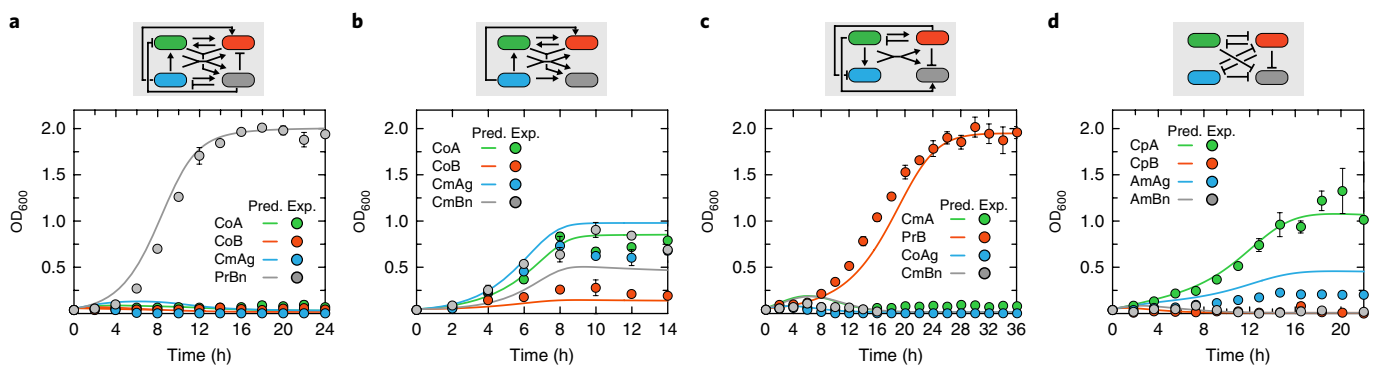 a
b
c
d
2.0
1.5
1.0
0.5
OD600
0 4 8 12 16 20 24
Time (h)
Pred. Exp.
CoA
CoB
CmAg
PrBn
2.0
1.5
1.0
0.5
OD600
0 2 4 6 8 10 12 14
Time (h)
Pred. Exp.
CoA
CoB
CmAg
CmBn
2.0
1.5
1.0
0.5
OD600
0 4 8 12 16 20 24 28 32 36
Time (h)
Pred. Exp.
CmA
PrB
CoAg
CmBn
2.0
1.5
1.0
0.5
OD600
0 4 8 12 16 20
Time (h)
Pred. Exp.
CpA
CpB
AmAg
AmBn